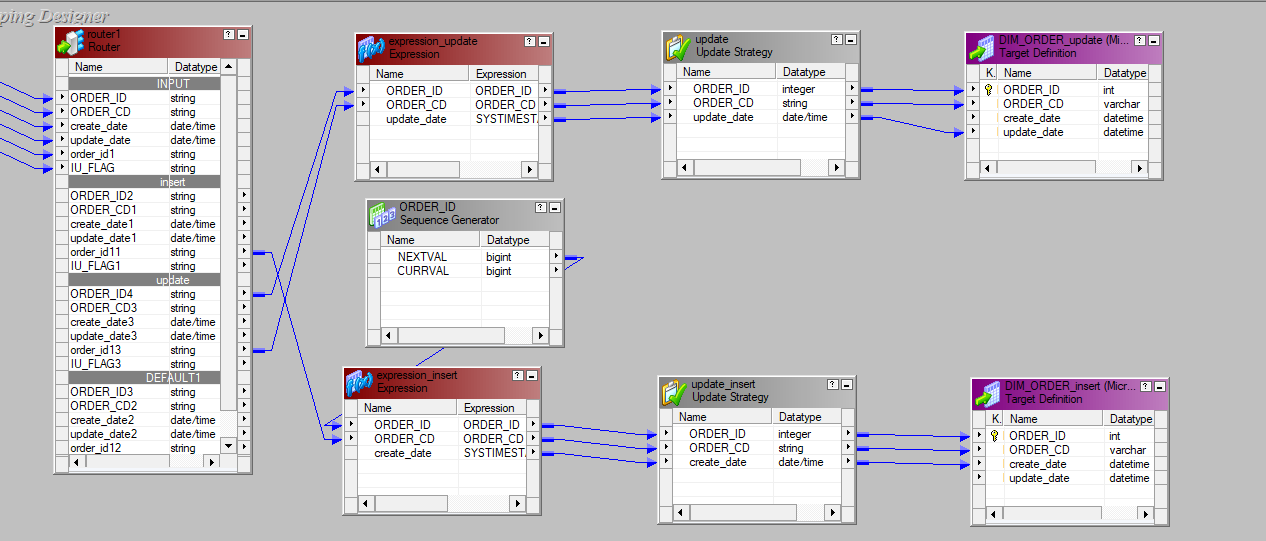 ping Designer
router1
Router
Name Datatype
INPUT
ORDER_ID string
ORDER_CD string
create_date date/time
update_date date/time
order_id1 string
IU_FLAG string
insert
ORDER_ID2 string
ORDER_CD1 string
create_date1 date/time
update_date1 date/time
order_id11 string
IU_FLAG1 string
update
ORDER_ID4 string
ORDER_CD3 string
create_date3 date/time
update_date3 date/time
order_id13 string
IU_FLAG3 string
DEFAULT1
ORDER_ID3 string
ORDER_CD2 string
create_date2 date/time
update_date2 date/time
order_id12 string
expression_update
Expression
Name Expression
ORDER_ID ORDER_ID
ORDER_CD ORDER_CD
update_date SYSTIMEST.
update
Update Strategy
Name Datatype
ORDER_ID integer
ORDER_CD string
update_date date/time
DIM_ORDER_update (Mi...
Target Definition
K. Name Datatype
ORDER_ID int
ORDER_CD varchar
create_date datetime
update_date datetime
ORDER_ID
Sequence Generator
Name Datatype
NEXTVAL bigint
CURRVAL bigint
expression_insert
Expression
Name Expression
ORDER_ID ORDER_ID
ORDER_CD ORDER_CD
create_date SYSTIMEST.
update_insert
Update Strategy
Name Datatype
ORDER_ID integer
ORDER_CD string
create_date date/time
DIM_ORDER_insert (Micr...
Target Definition
K. Name Datatype
ORDER_ID int
ORDER_CD varchar
create_date datetime
update_date datetime